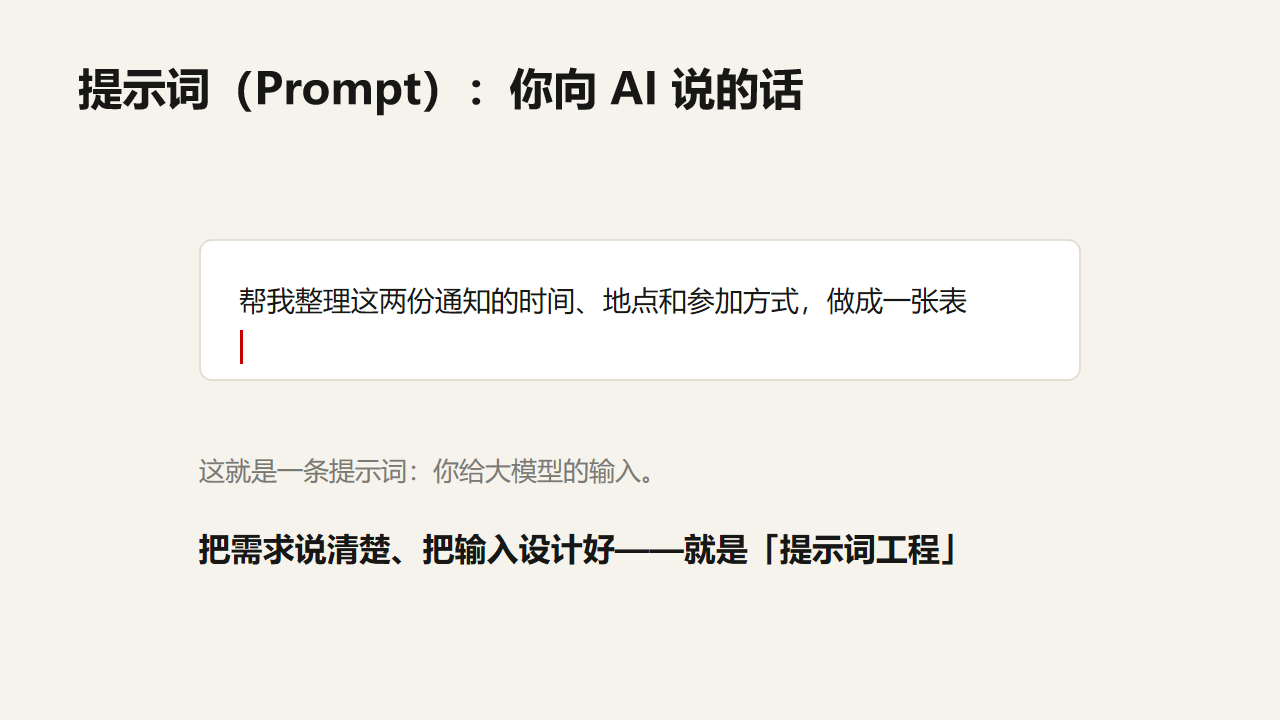 提示词（Prompt）：你向 AI 说的话
帮我整理这两份通知的时间、地点和参加方式，做成一张表
这就是一条提示词：你给大模型的输入。
把需求说清楚、把输入设计好——就是「提示词工程」